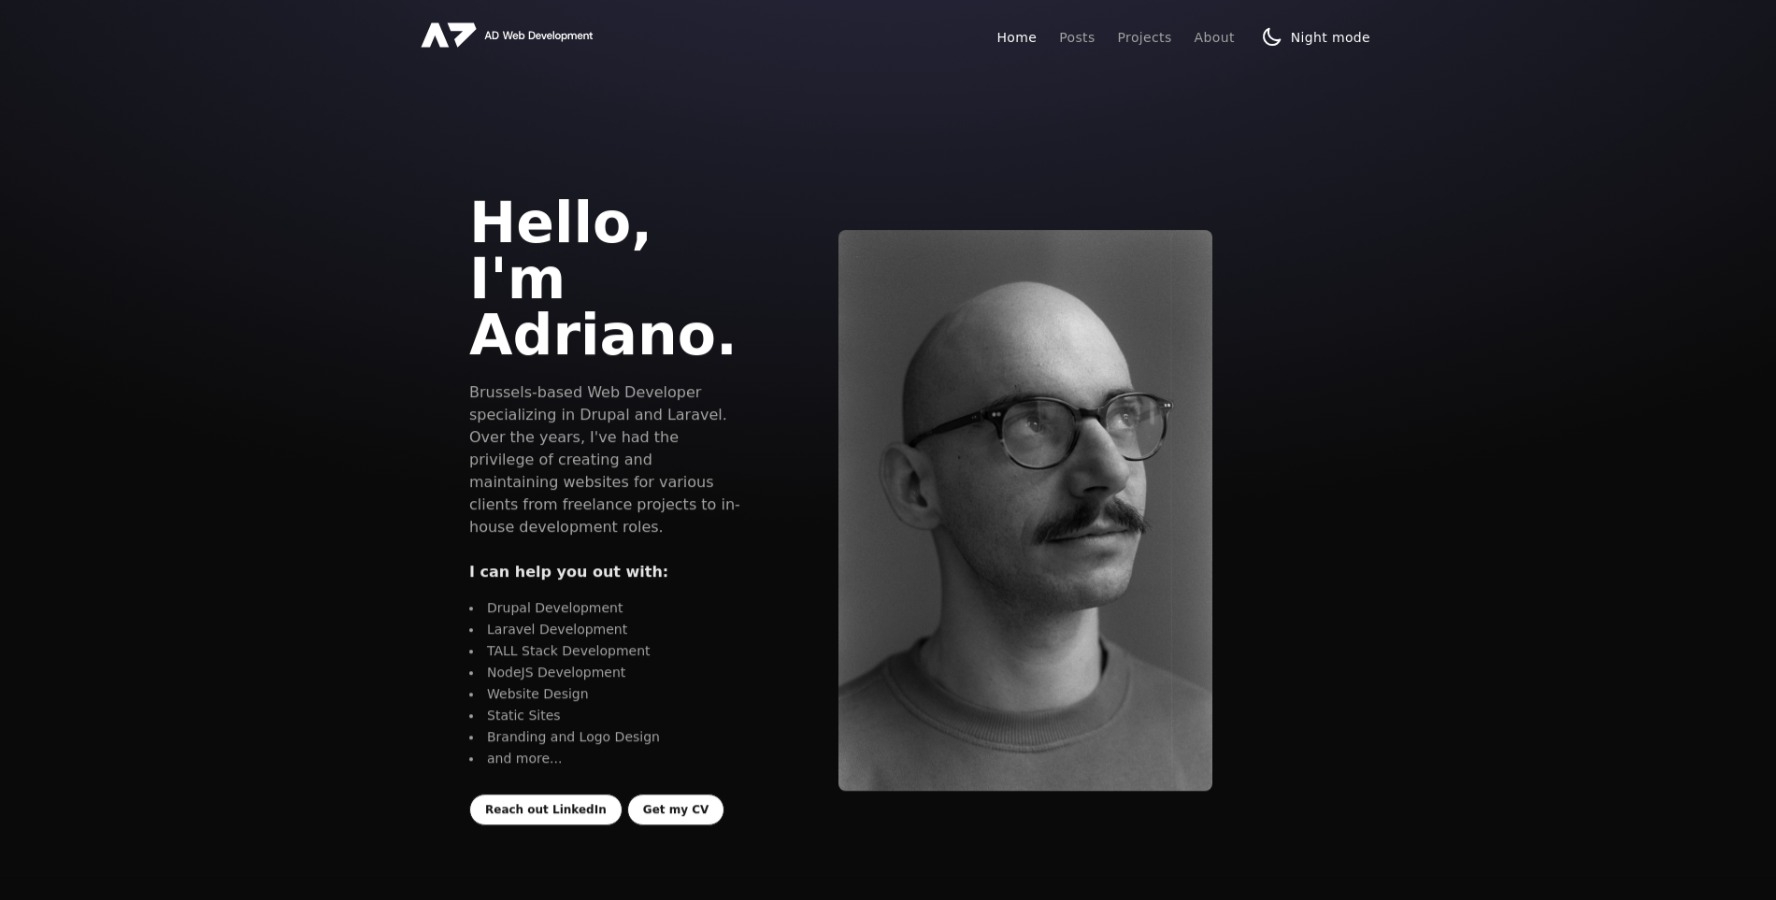 AD Web Development
Home
Posts
Projects
About
Night mode
Hello,
I'm
Adriano.
Brussels-based Web Developer
specializing in Drupal and Laravel.
Over the years, I've had the
privilege of creating and
maintaining websites for various
clients from freelance projects to in-
house development roles.
I can help you out with:
• Drupal Development
• Laravel Development
• TALL Stack Development
• NodeJS Development
• Website Design
• Static Sites
• Branding and Logo Design
• and more...
Reach out LinkedIn
Get my CV